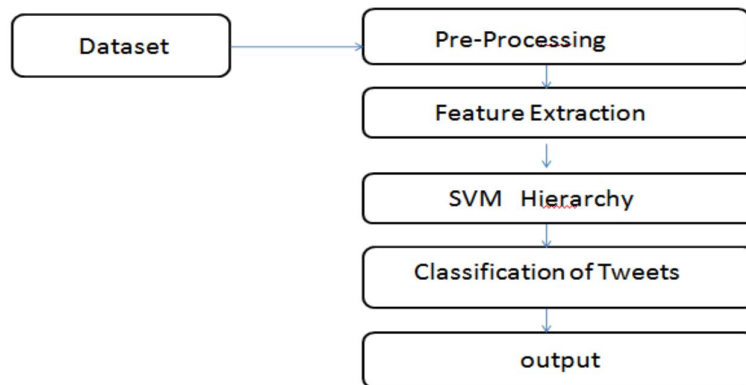 Dataset
Pre-Processing
Feature Extraction
SVM Hierarchy
Classification of Tweets
output